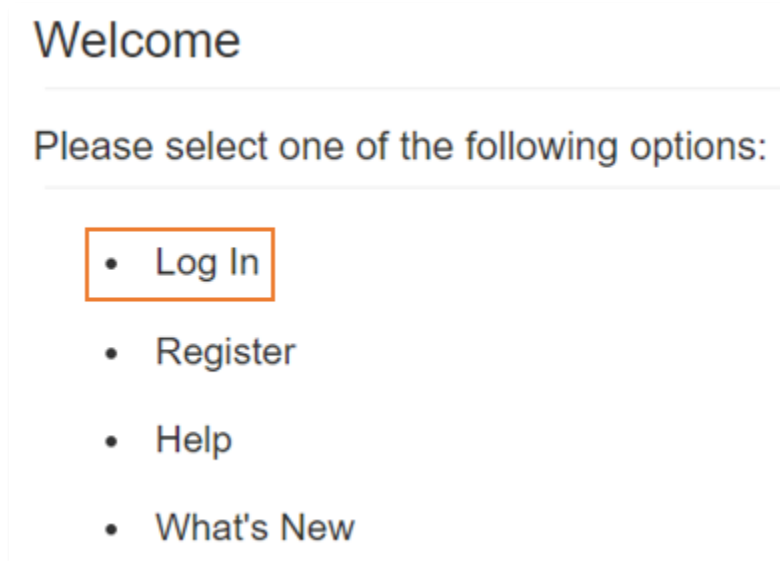 Welcome
Please select one of the following options:
• Log In
• Register
• Help
• What's New